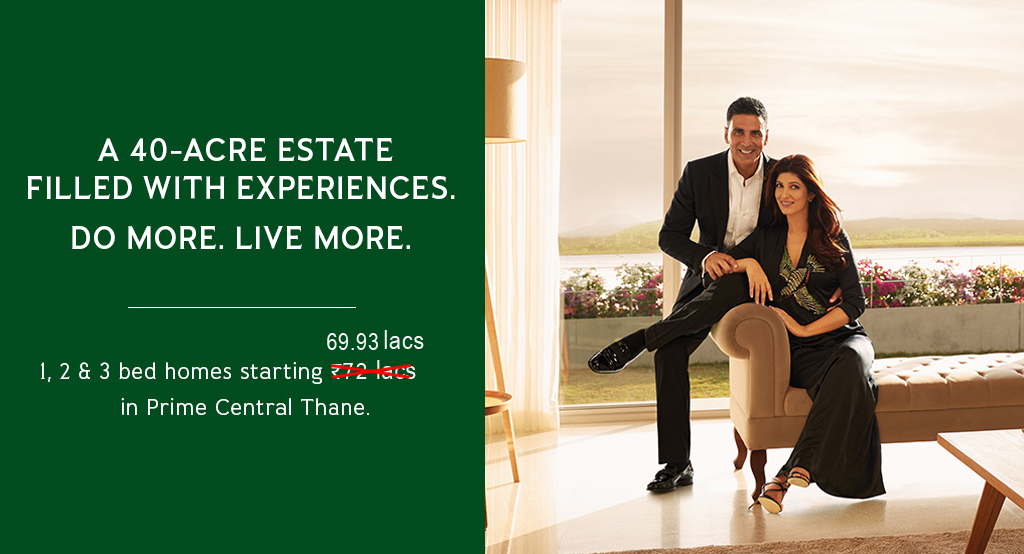 A 40-ACRE ESTATE
FILLED WITH EXPERIENCES.
DO MORE. LIVE MORE.
69.93 lacs
1, 2 & 3 bed homes starting ₹72 lacs
in Prime Central Thane.